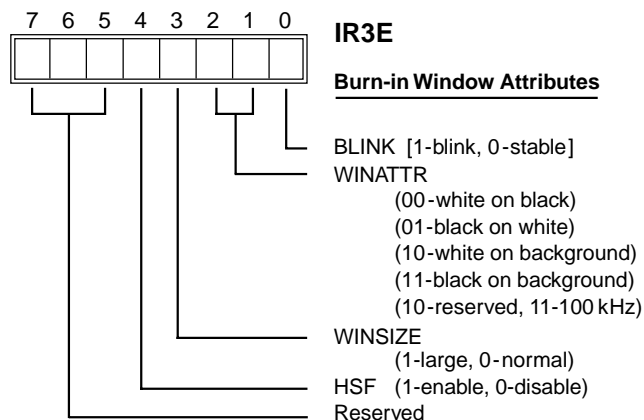 7 6 5 4 3 2 1 0
IR3E
Burn-in Window Attributes
BLINK [1-blink, 0-stable]
WINATTR
(00-white on black)
(01-black on white)
(10-white on background)
(11-black on background)
(10-reserved, 11-100 kHz)
WINSIZE
(1-large, 0-normal)
HSF (1-enable, 0-disable)
Reserved